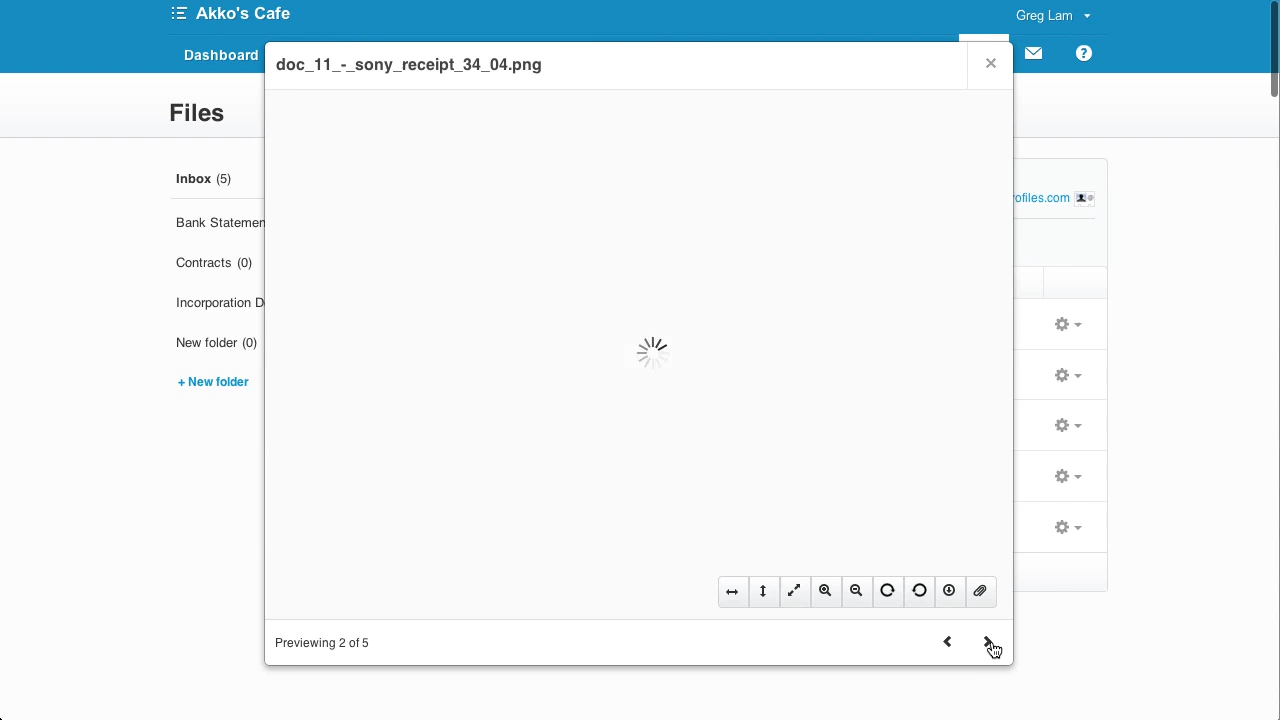 Akko's Cafe
Greg Lam
Dashboard
doc_11_-_sony_receipt_34_04.png
Files
Inbox (5)
ofiles.com
Bank Statemen
Contracts (0)
Incorporation D
New folder (0)
+ New folder
Previewing 2 of 5